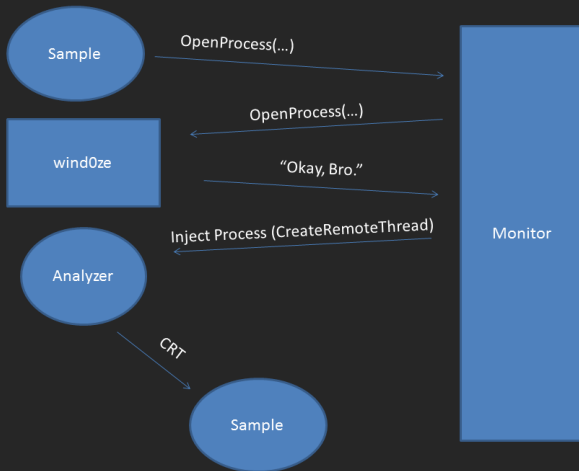 Sample
OpenProcess(...)
OpenProcess(...)
wind0ze
“Okay, Bro.”
Inject Process (CreateRemoteThread)
Monitor
Analyzer
CRT
Sample